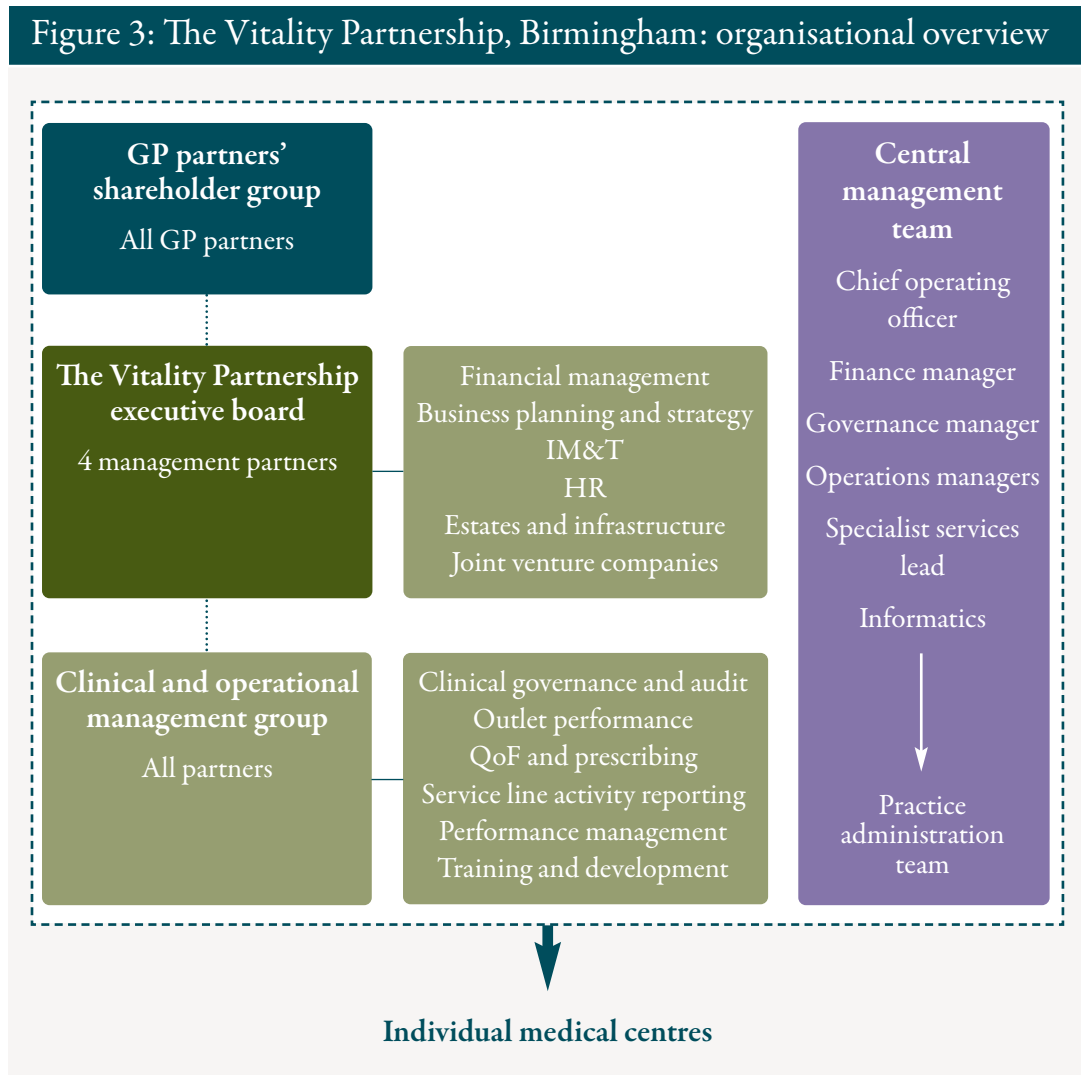 Figure 3: The Vitality Partnership, Birmingham: organisational overview
GP partners’
shareholder group
All GP partners
The Vitality Partnership
executive board
4 management partners
Financial management
Business planning and strategy
IM&T
HR
Estates and infrastructure
Joint venture companies
Clinical and operational
management group
All partners
Clinical governance and audit
Outlet performance
QoF and prescribing
Service line activity reporting
Performance management
Training and development
Central
management
team
Chief operating
officer
Finance manager
Governance manager
Operations managers
Specialist services
lead
Informatics
Practice
administration
team
Individual medical centres